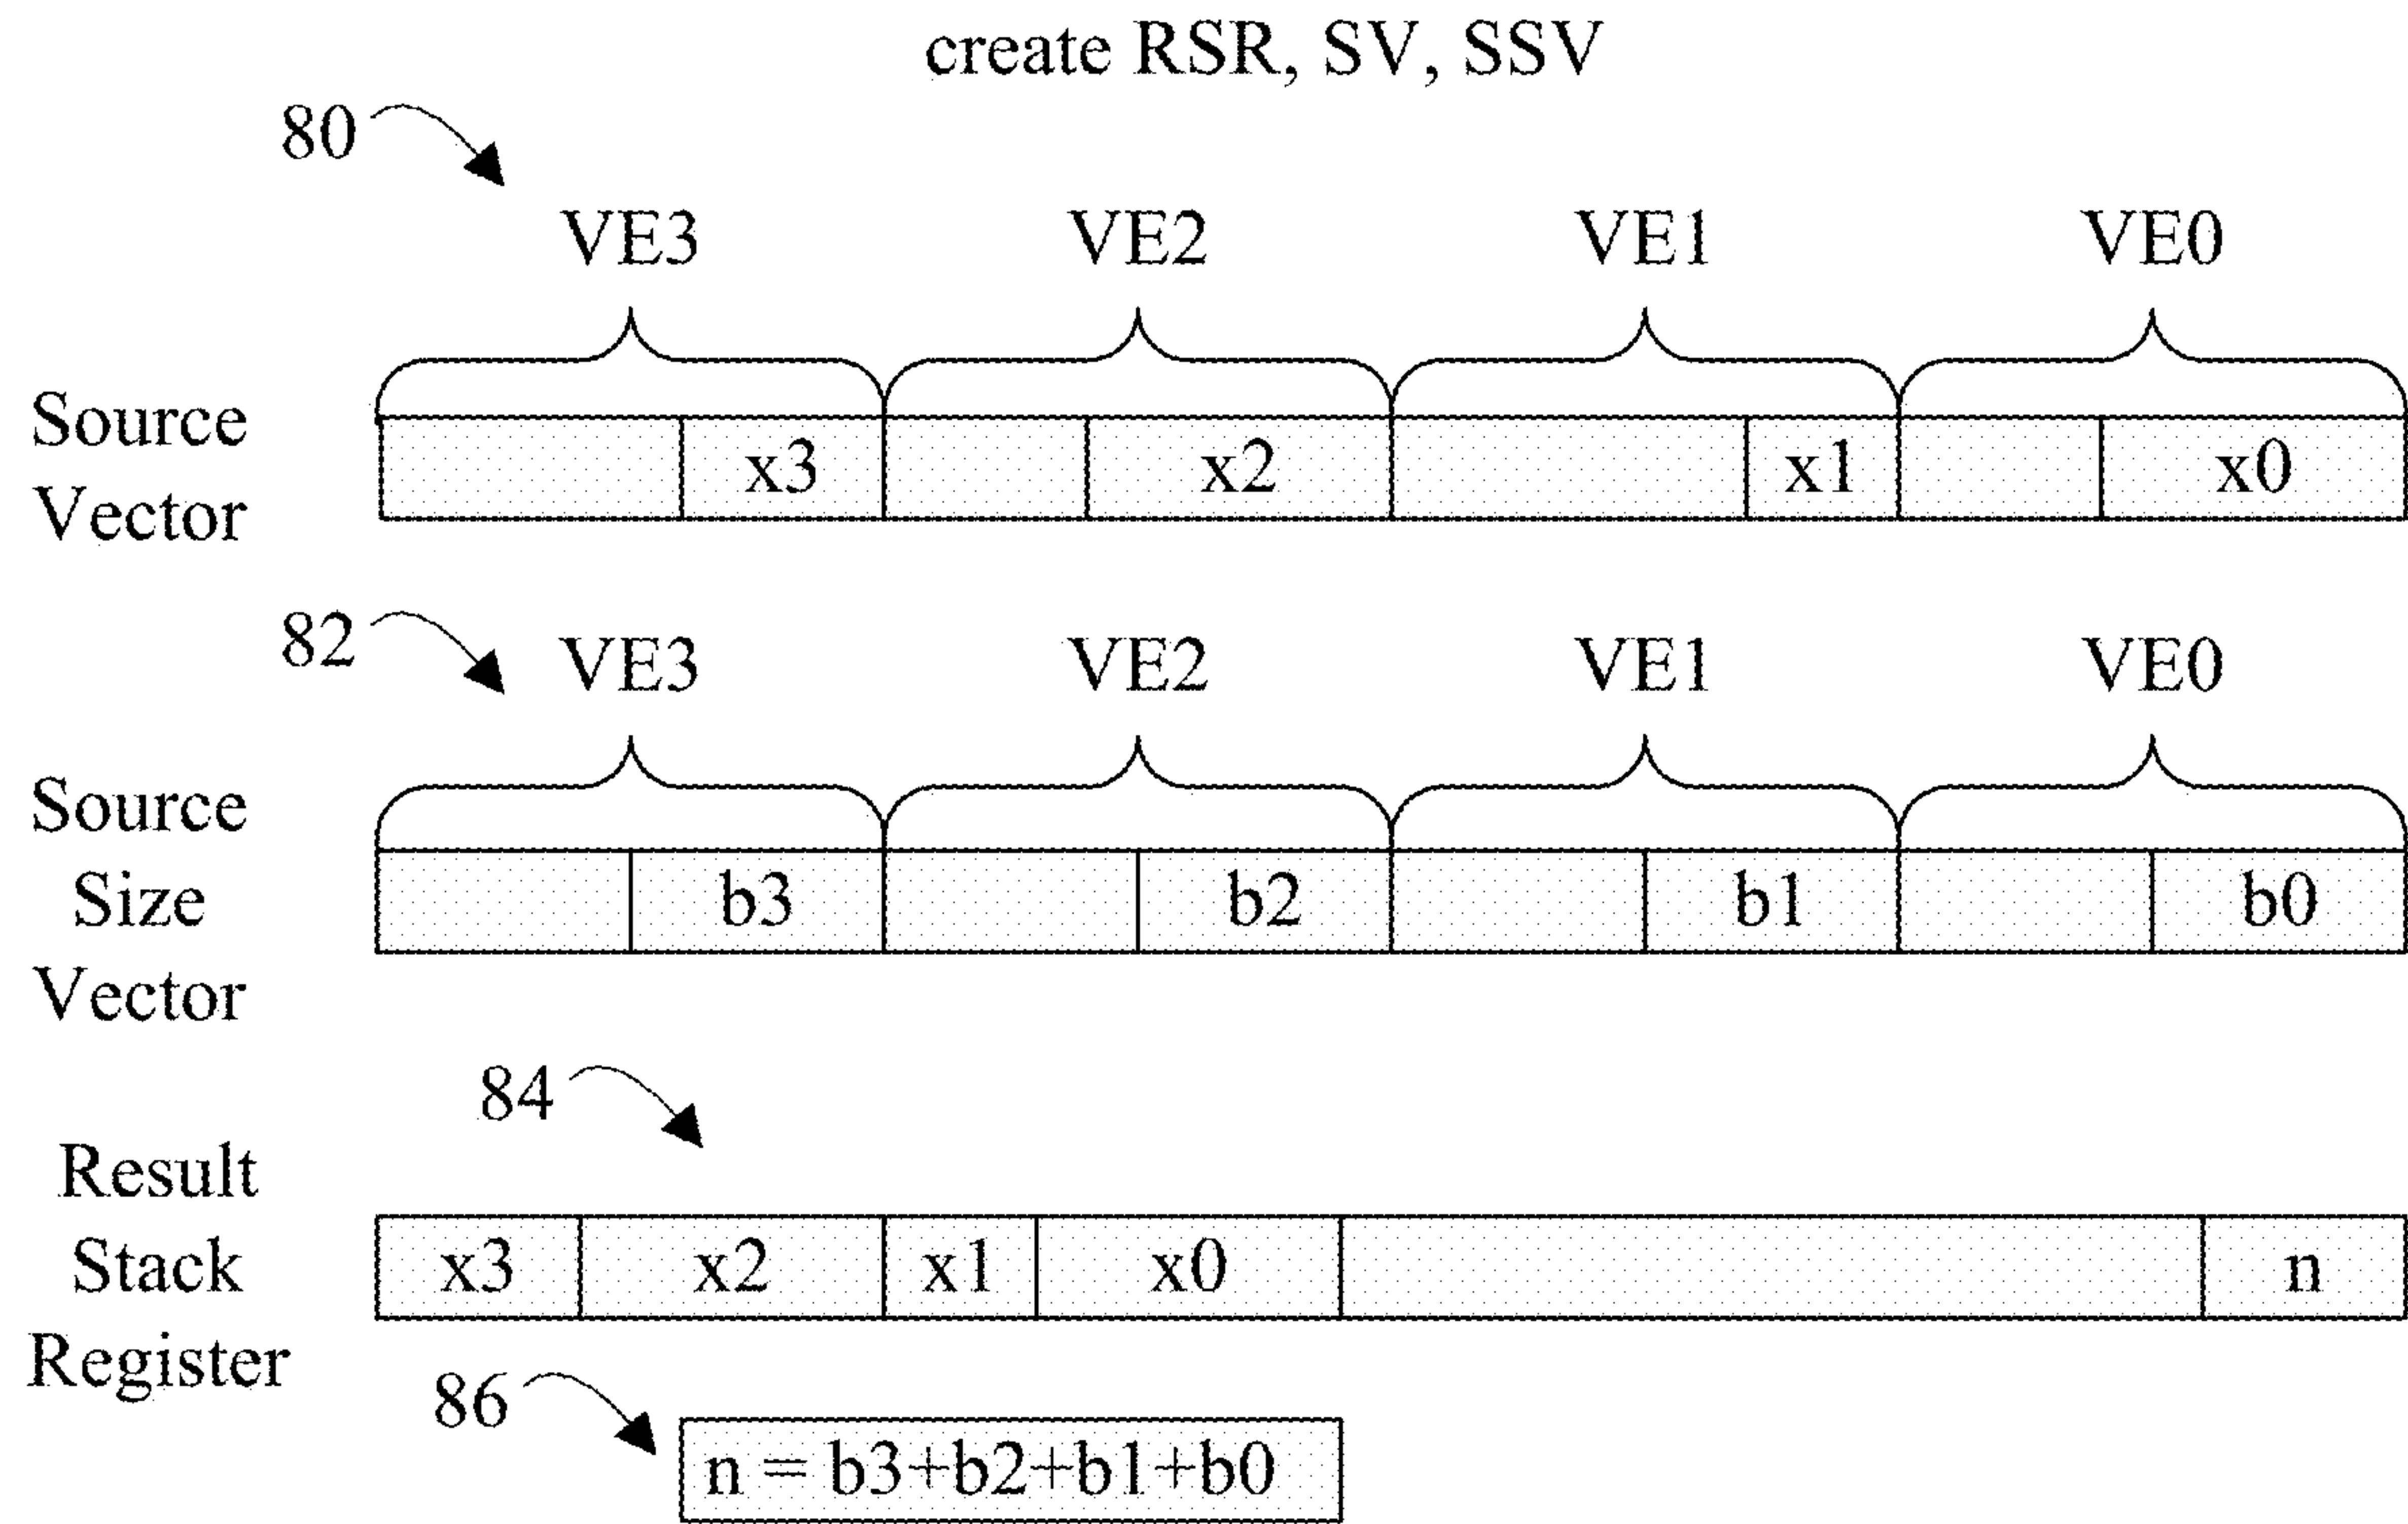 create RSR, SV, SSV
80
VE3 VE2 VE1 VE0
Source
Vector
x3 x2 x1 x0
82
VE3 VE2 VE1 VE0
Source
Size
Vector
b3 b2 b1 b0
84
Result
Stack
Register
x3 x2 x1 x0 n
86
n = b3+b2+b1+b0